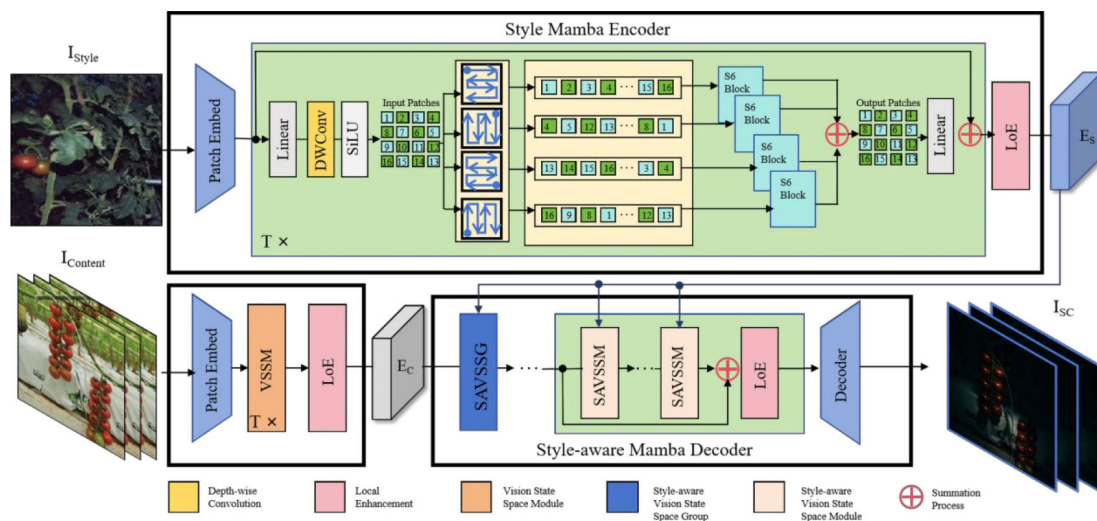 Style Mamba Encoder
I_Style
Patch Embed
Linear
DWConv
SiLU
Input Patches
1 2 3 4
8 7 6 5
9 10 11 12
16 15 14 13
1 2 3 4 ··· 15 16
4 5 12 13 ··· 8 1
13 14 15 16 ··· 3 4
16 9 8 1 ··· 12 13
S6
Block
S6
Block
S6
Block
S6
Block
Output Patches
1 2 3 4
8 7 6 5
9 10 11 12
16 15 14 13
Linear
LoE
E_S
T ×
I_Content
Patch Embed
VSSM
T ×
LoE
E_C
SAVSSG
···
SAVSSM
···
SAVSSM
LoE
Decoder
I_SC
Style-aware Mamba Decoder
Depth-wise
Convolution
Local
Enhancement
Vision State
Space Module
Style-aware
Vision State
Space Group
Style-aware
Vision State
Space Module
Summation
Process